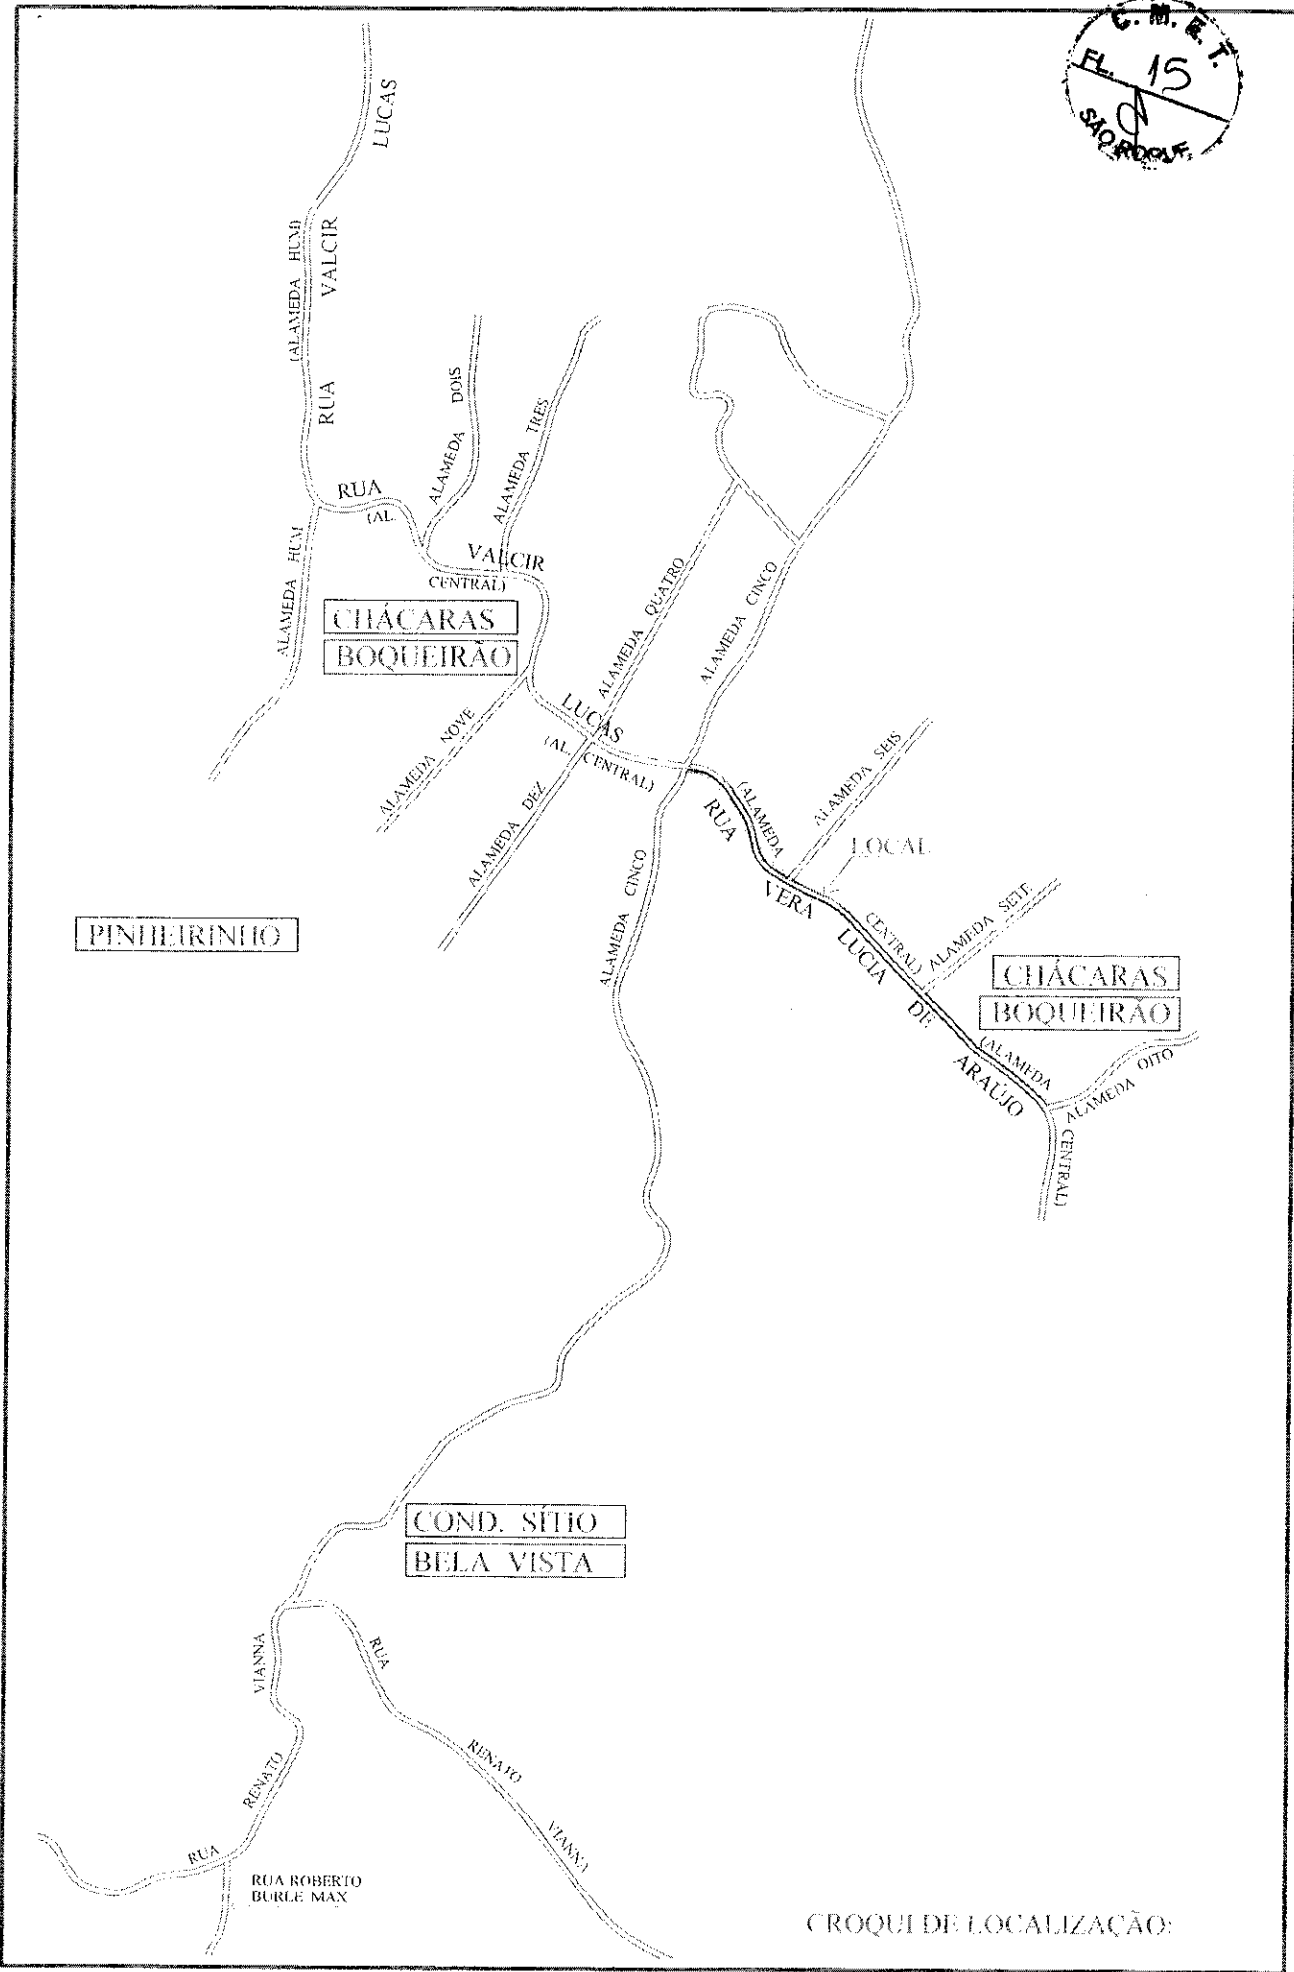 C. M. E. T.
FL. 15
SÃO ROQUE
LUCAS
(ALAMEDA HUM)
VALCIR
RUA
ALAMEDA DOIS
ALAMEDA TRES
RUA
(AL.
VALCIR
CENTRAL)
ALAMEDA HUM
CHÁCARAS
BOQUEIRÃO
ALAMEDA QUATRO
ALAMEDA CINCO
ALAMEDA NOVE
LUCAS
(AL. CENTRAL)
ALAMEDA DEZ
RUA
(ALAMEDA
ALAMEDA SEIS
LOCAL
VERA
ALAMEDA CINCO
CENTRAL)
LUCIA
ALAMEDA SETE
PINHEIRINHO
CHÁCARAS
BOQUEIRÃO
DE
(ALAMEDA
ARAÚJO
ALAMEDA OITO
CENTRAL)
COND. SÍTIO
BELA VISTA
VIANNA
RUA
RENATO
RENATO
VIANNA
RUA
RUA ROBERTO
BURLE MAX
CROQUI DE LOCALIZAÇÃO: